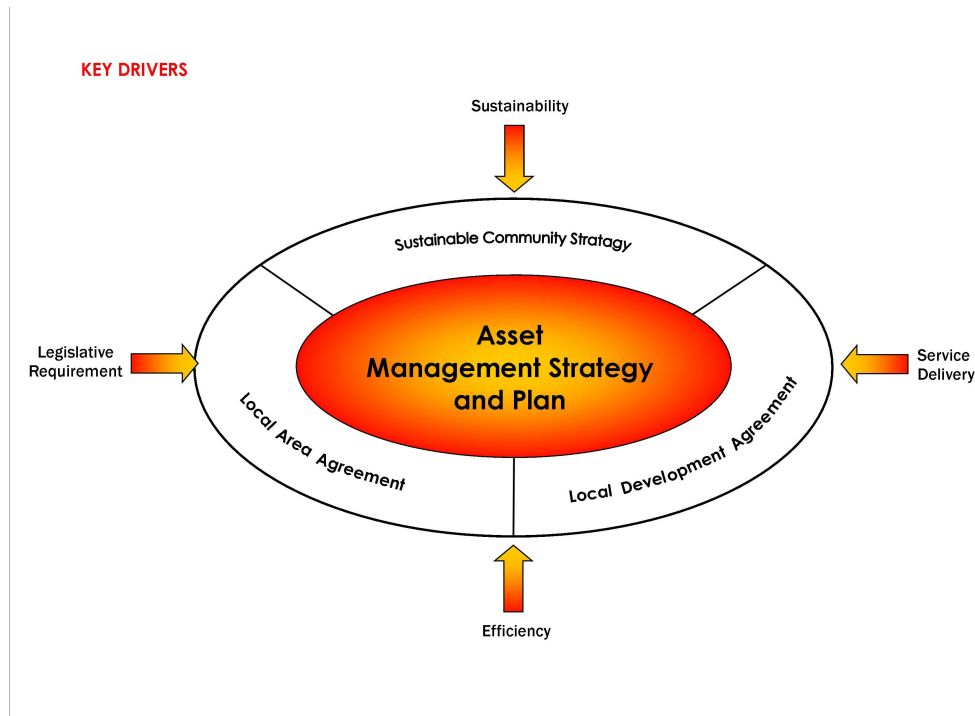 KEY DRIVERS
Sustainability
Sustainable Community Stratagy
Asset
Management Strategy
and Plan
Legislative
Requirement
Service
Delivery
Local Area Agreement
Local Development Agreement
Efficiency